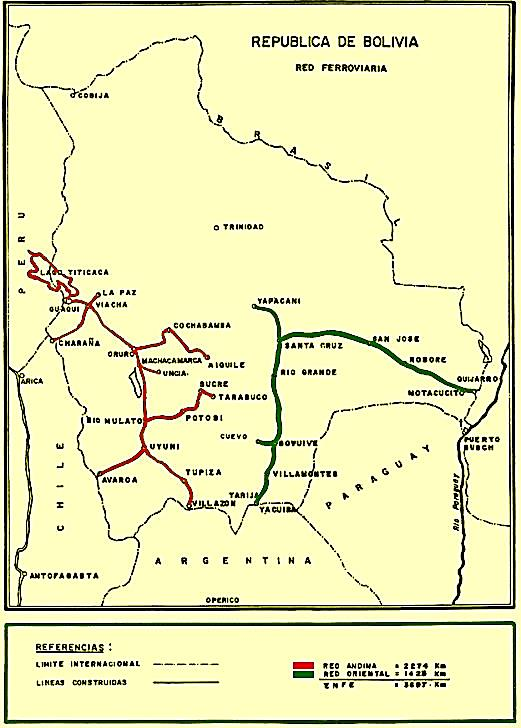 REPUBLICA DE BOLIVIA
RED FERROVIARIA
COBIJA
BRASIL
PERU
TRINIDAD
LAGO TITICACA
LA PAZ
GUAQUI
VIACHA
YAPACANI
CHARAÑA
COCHABAMBA
ORURO
SANTA CRUZ
SAN JOSE
MACHACAMARCA
AIQUILE
ROBORE
UNCIA
RIO GRANDE
ARICA
SUCRE
QUIJARRO
TARABUCO
MOTACUCITO
RIO MULATO
POTOSI
CUEVO
BOYUIVE
PUERTO
BUSCH
UYUNI
CHILE
AVAROA
TUPIZA
VILLAMONTES
PARAGUAY
TARIJA
VILLAZON
YACUIBA
Rio Paraguay
ARGENTINA
ANTOFAGASTA
OPERICO
REFERENCIAS :
LIMITE INTERNACIONAL
LINEAS CONSTRUIDAS
RED ANDINA = 2274 Km
RED ORIENTAL = 1423 Km
ENFE = 3697 Km